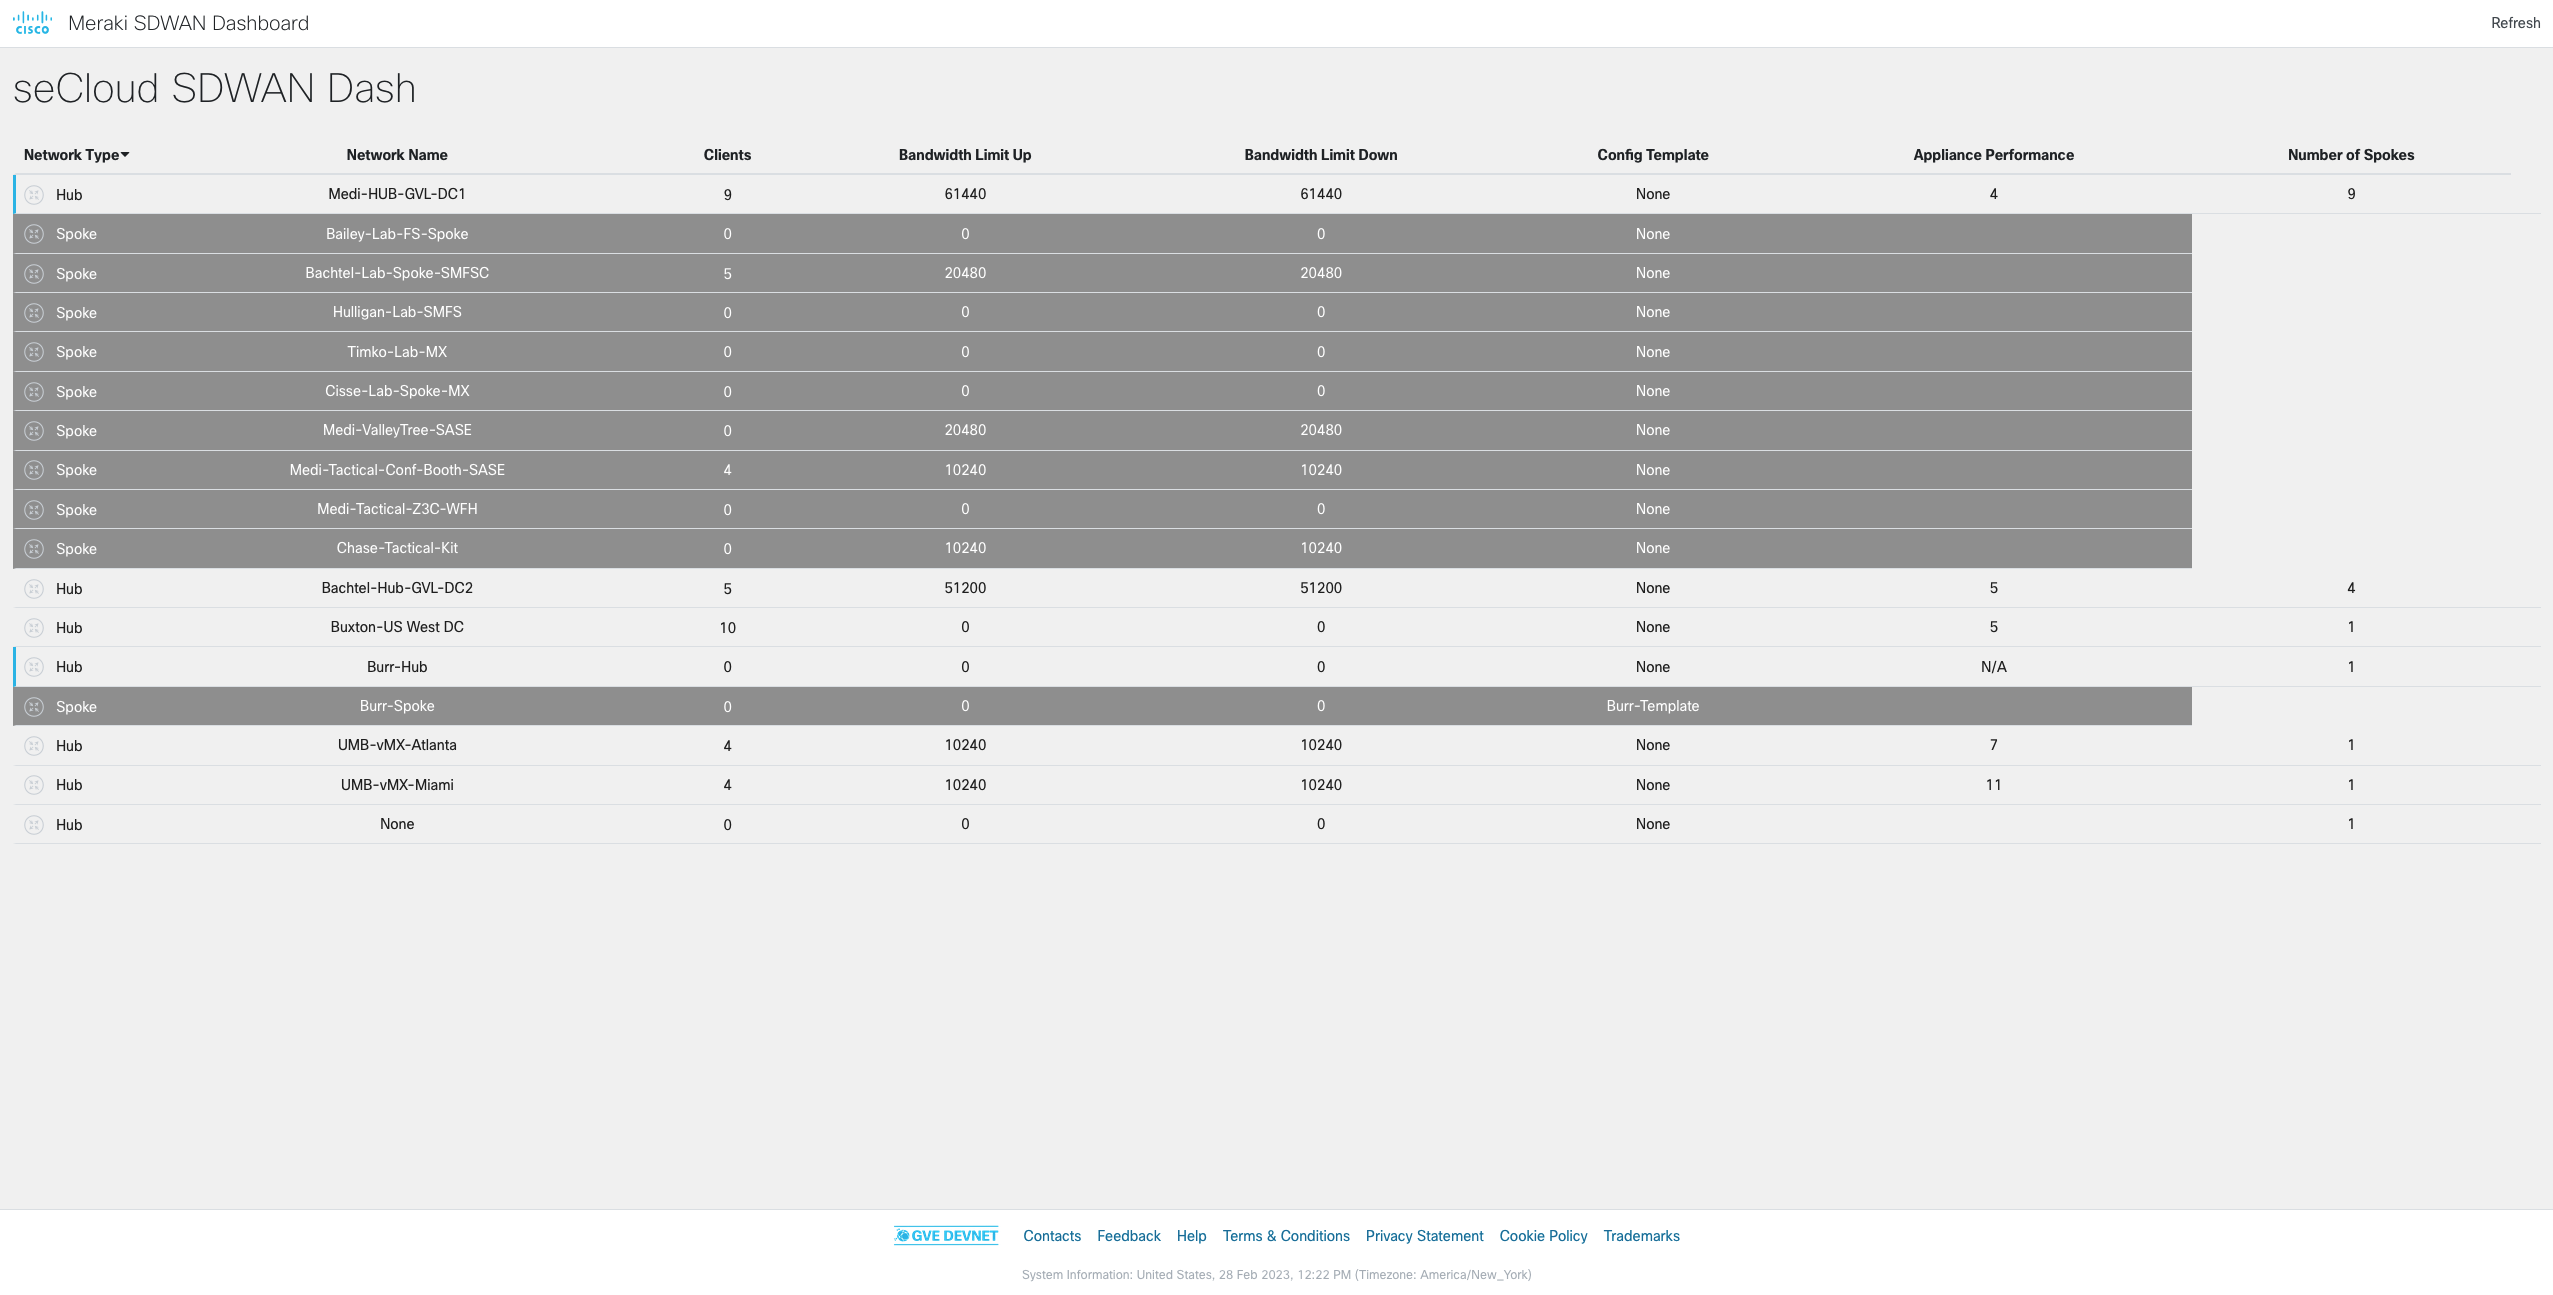 CISCO Meraki SDWAN Dashboard Refresh
seCloud SDWAN Dash
Network Type Network Name Clients Bandwidth Limit Up Bandwidth Limit Down Config Template Appliance Performance Number of Spokes
Hub Medi-HUB-GVL-DC1 9 61440 61440 None 4 9
Spoke Bailey-Lab-FS-Spoke 0 0 0 None
Spoke Bachtel-Lab-Spoke-SMFSC 5 20480 20480 None
Spoke Hulligan-Lab-SMFS 0 0 0 None
Spoke Timko-Lab-MX 0 0 0 None
Spoke Cisse-Lab-Spoke-MX 0 0 0 None
Spoke Medi-ValleyTree-SASE 0 20480 20480 None
Spoke Medi-Tactical-Conf-Booth-SASE 4 10240 10240 None
Spoke Medi-Tactical-Z3C-WFH 0 0 0 None
Spoke Chase-Tactical-Kit 0 10240 10240 None
Hub Bachtel-Hub-GVL-DC2 5 51200 51200 None 5 4
Hub Buxton-US West DC 10 0 0 None 5 1
Hub Burr-Hub 0 0 0 None N/A 1
Spoke Burr-Spoke 0 0 0 Burr-Template
Hub UMB-vMX-Atlanta 4 10240 10240 None 7 1
Hub UMB-vMX-Miami 4 10240 10240 None 11 1
Hub None 0 0 0 None 1
GVE DEVNET Contacts Feedback Help Terms & Conditions Privacy Statement Cookie Policy Trademarks
System Information: United States, 28 Feb 2023, 12:22 PM (Timezone: America/New_York)